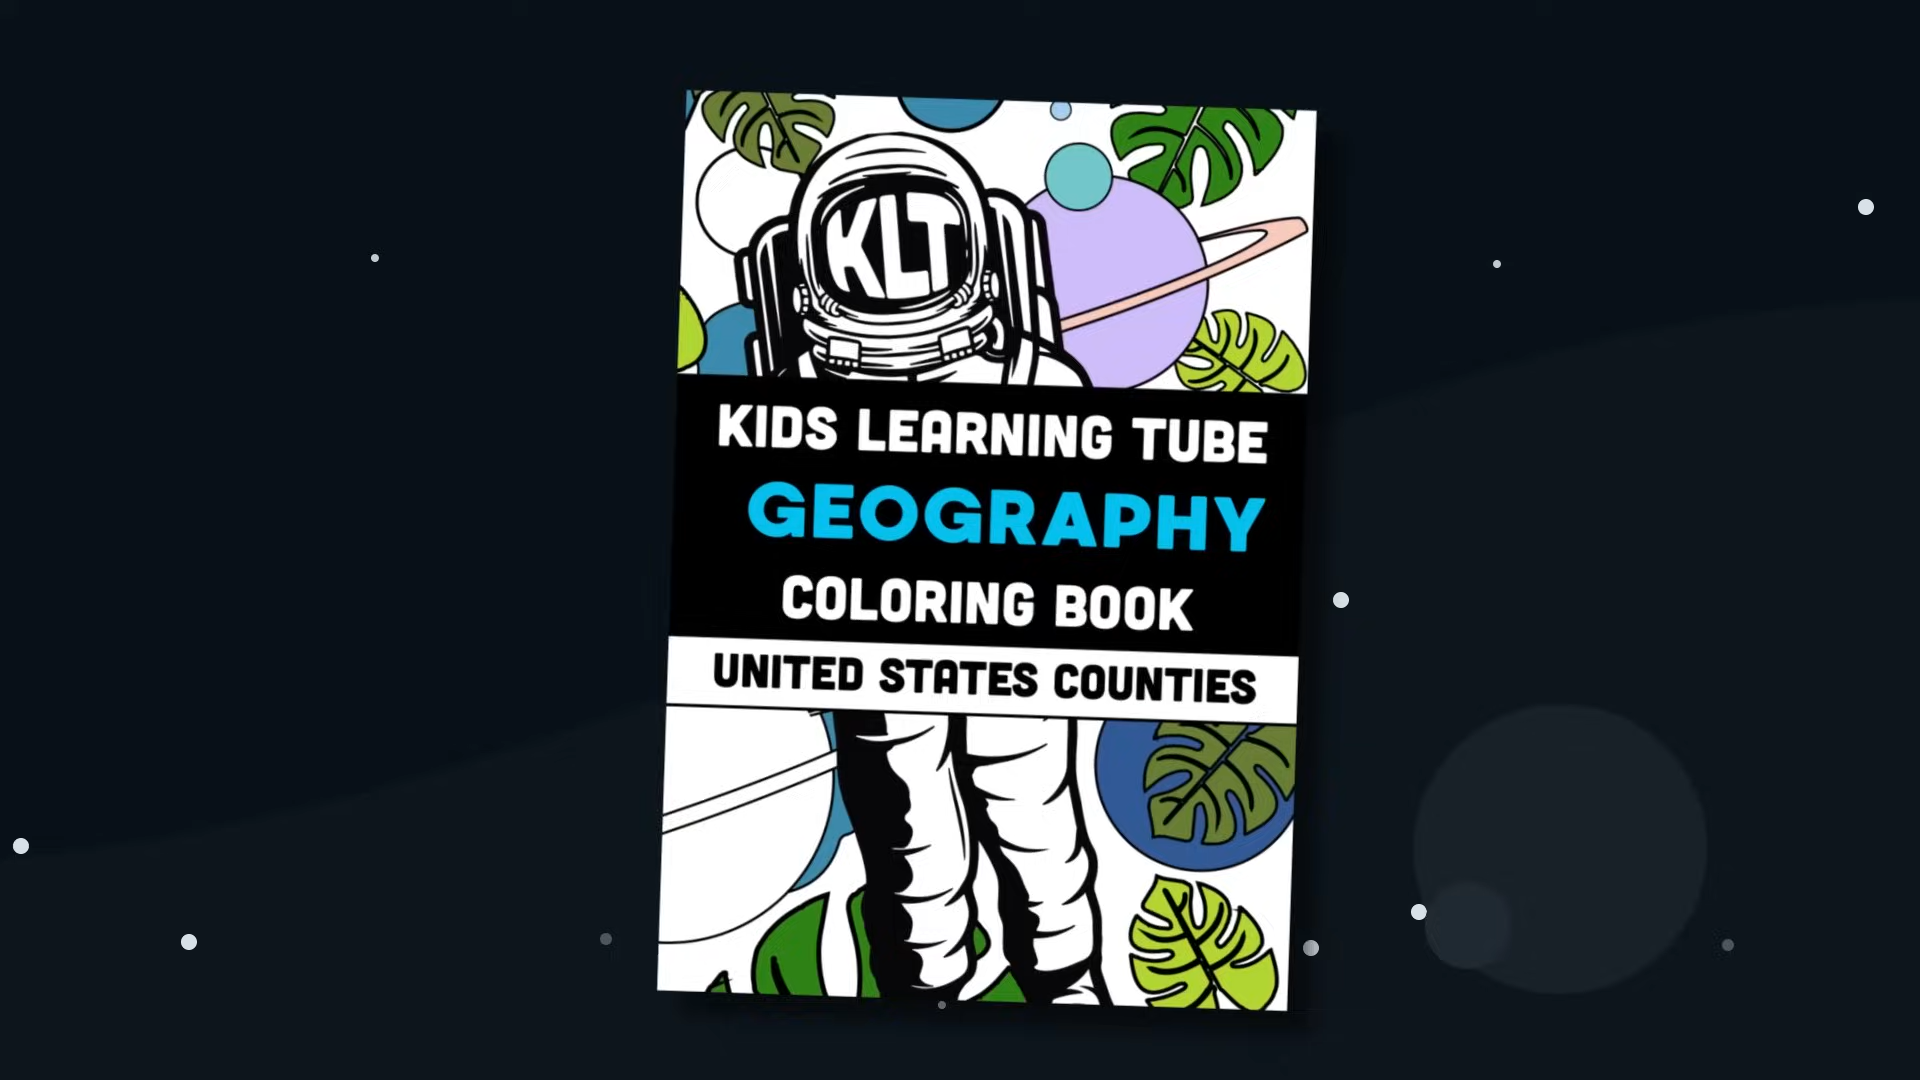 KLT
KIDS LEARNING TUBE
GEOGRAPHY
COLORING BOOK
UNITED STATES COUNTIES